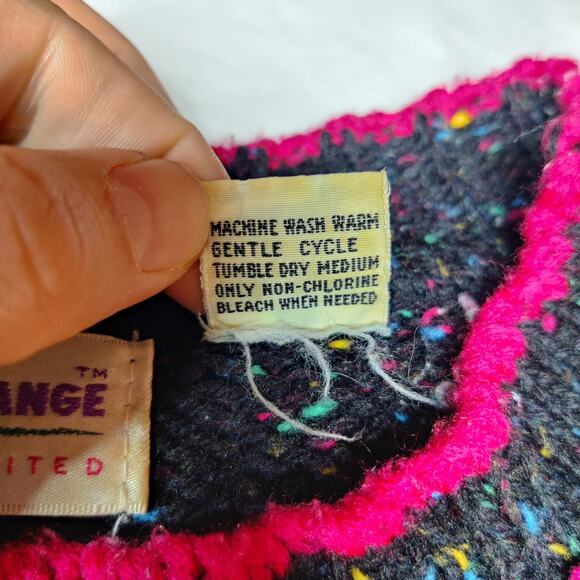 MACHINE WASH WARM
GENTLE CYCLE
TUMBLE DRY MEDIUM
ONLY NON-CHLORINE
BLEACH WHEN NEEDED
ANGE ™
ITED